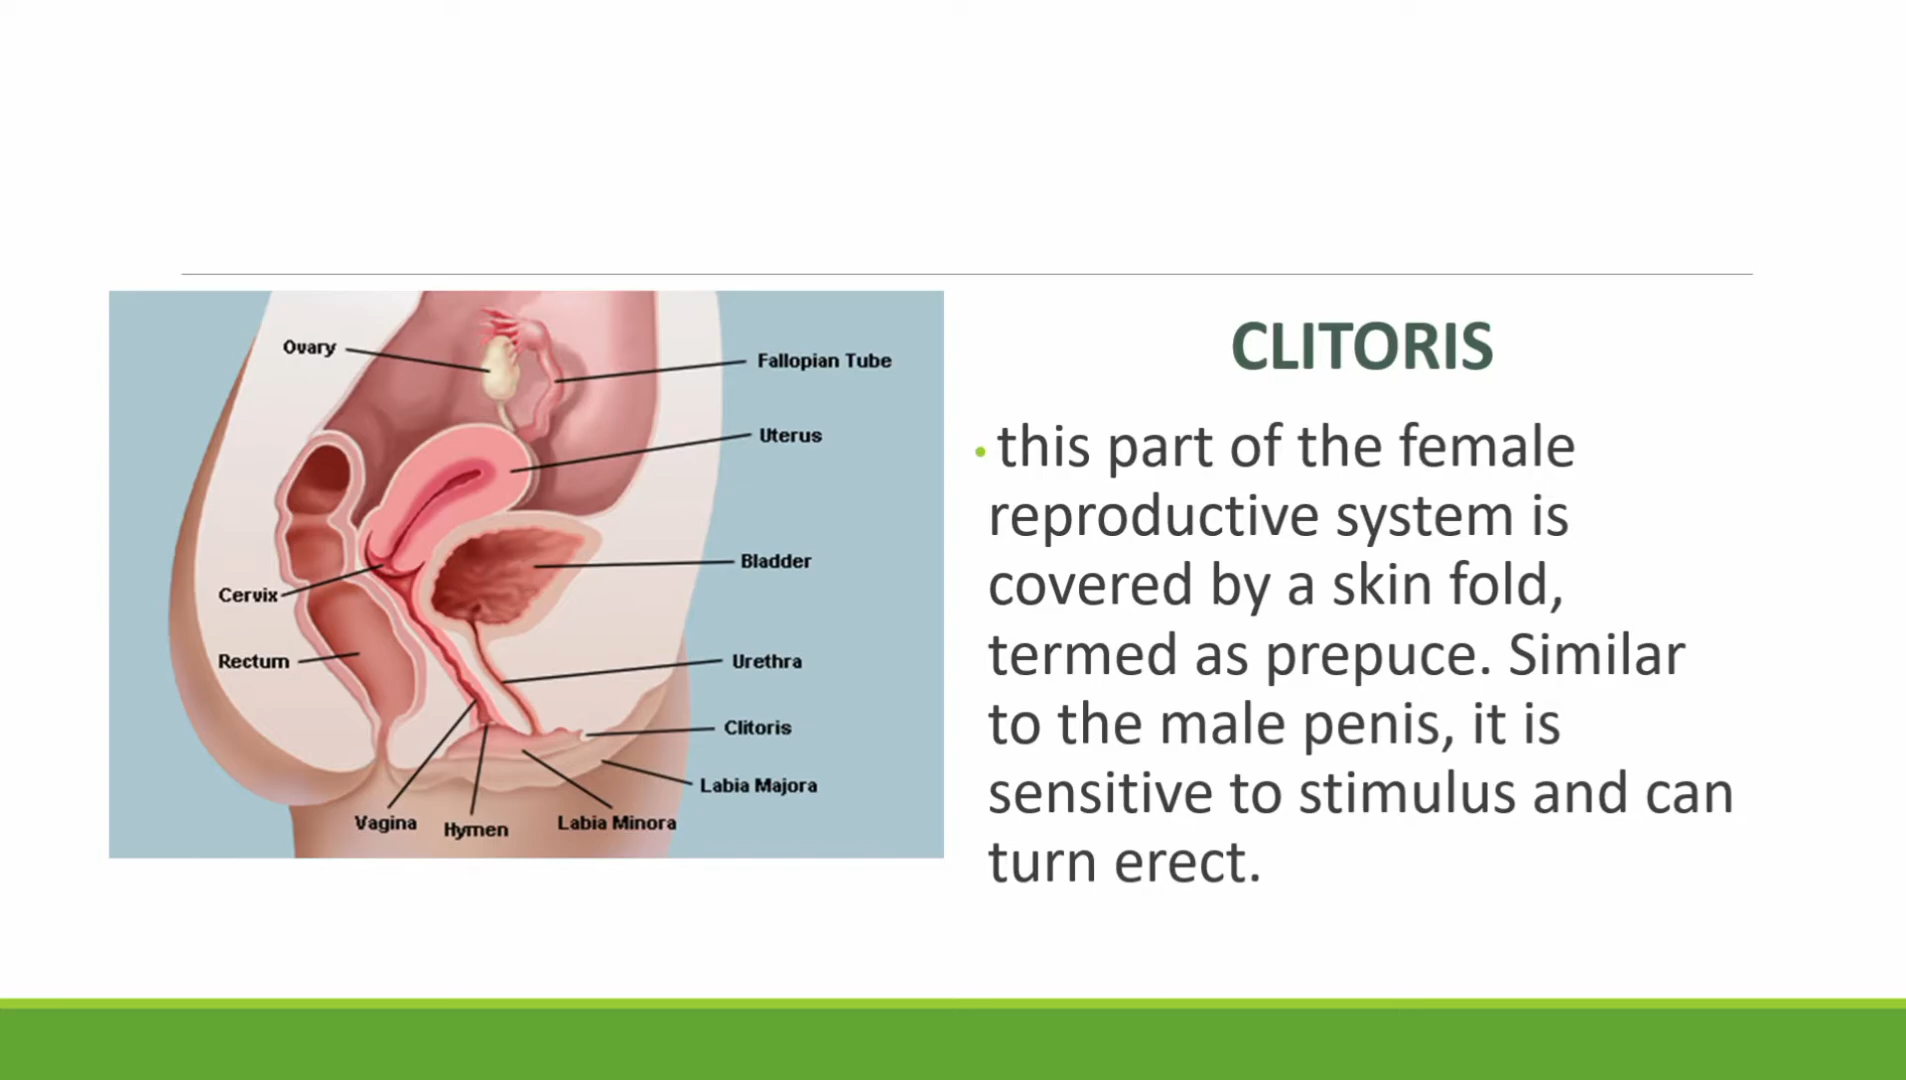 Ovary
Fallopian Tube
Uterus
Bladder
Cervix
Rectum
Urethra
Clitoris
Labia Majora
Vagina
Hymen
Labia Minora
CLITORIS
• this part of the female
reproductive system is
covered by a skin fold,
termed as prepuce. Similar
to the male penis, it is
sensitive to stimulus and can
turn erect.